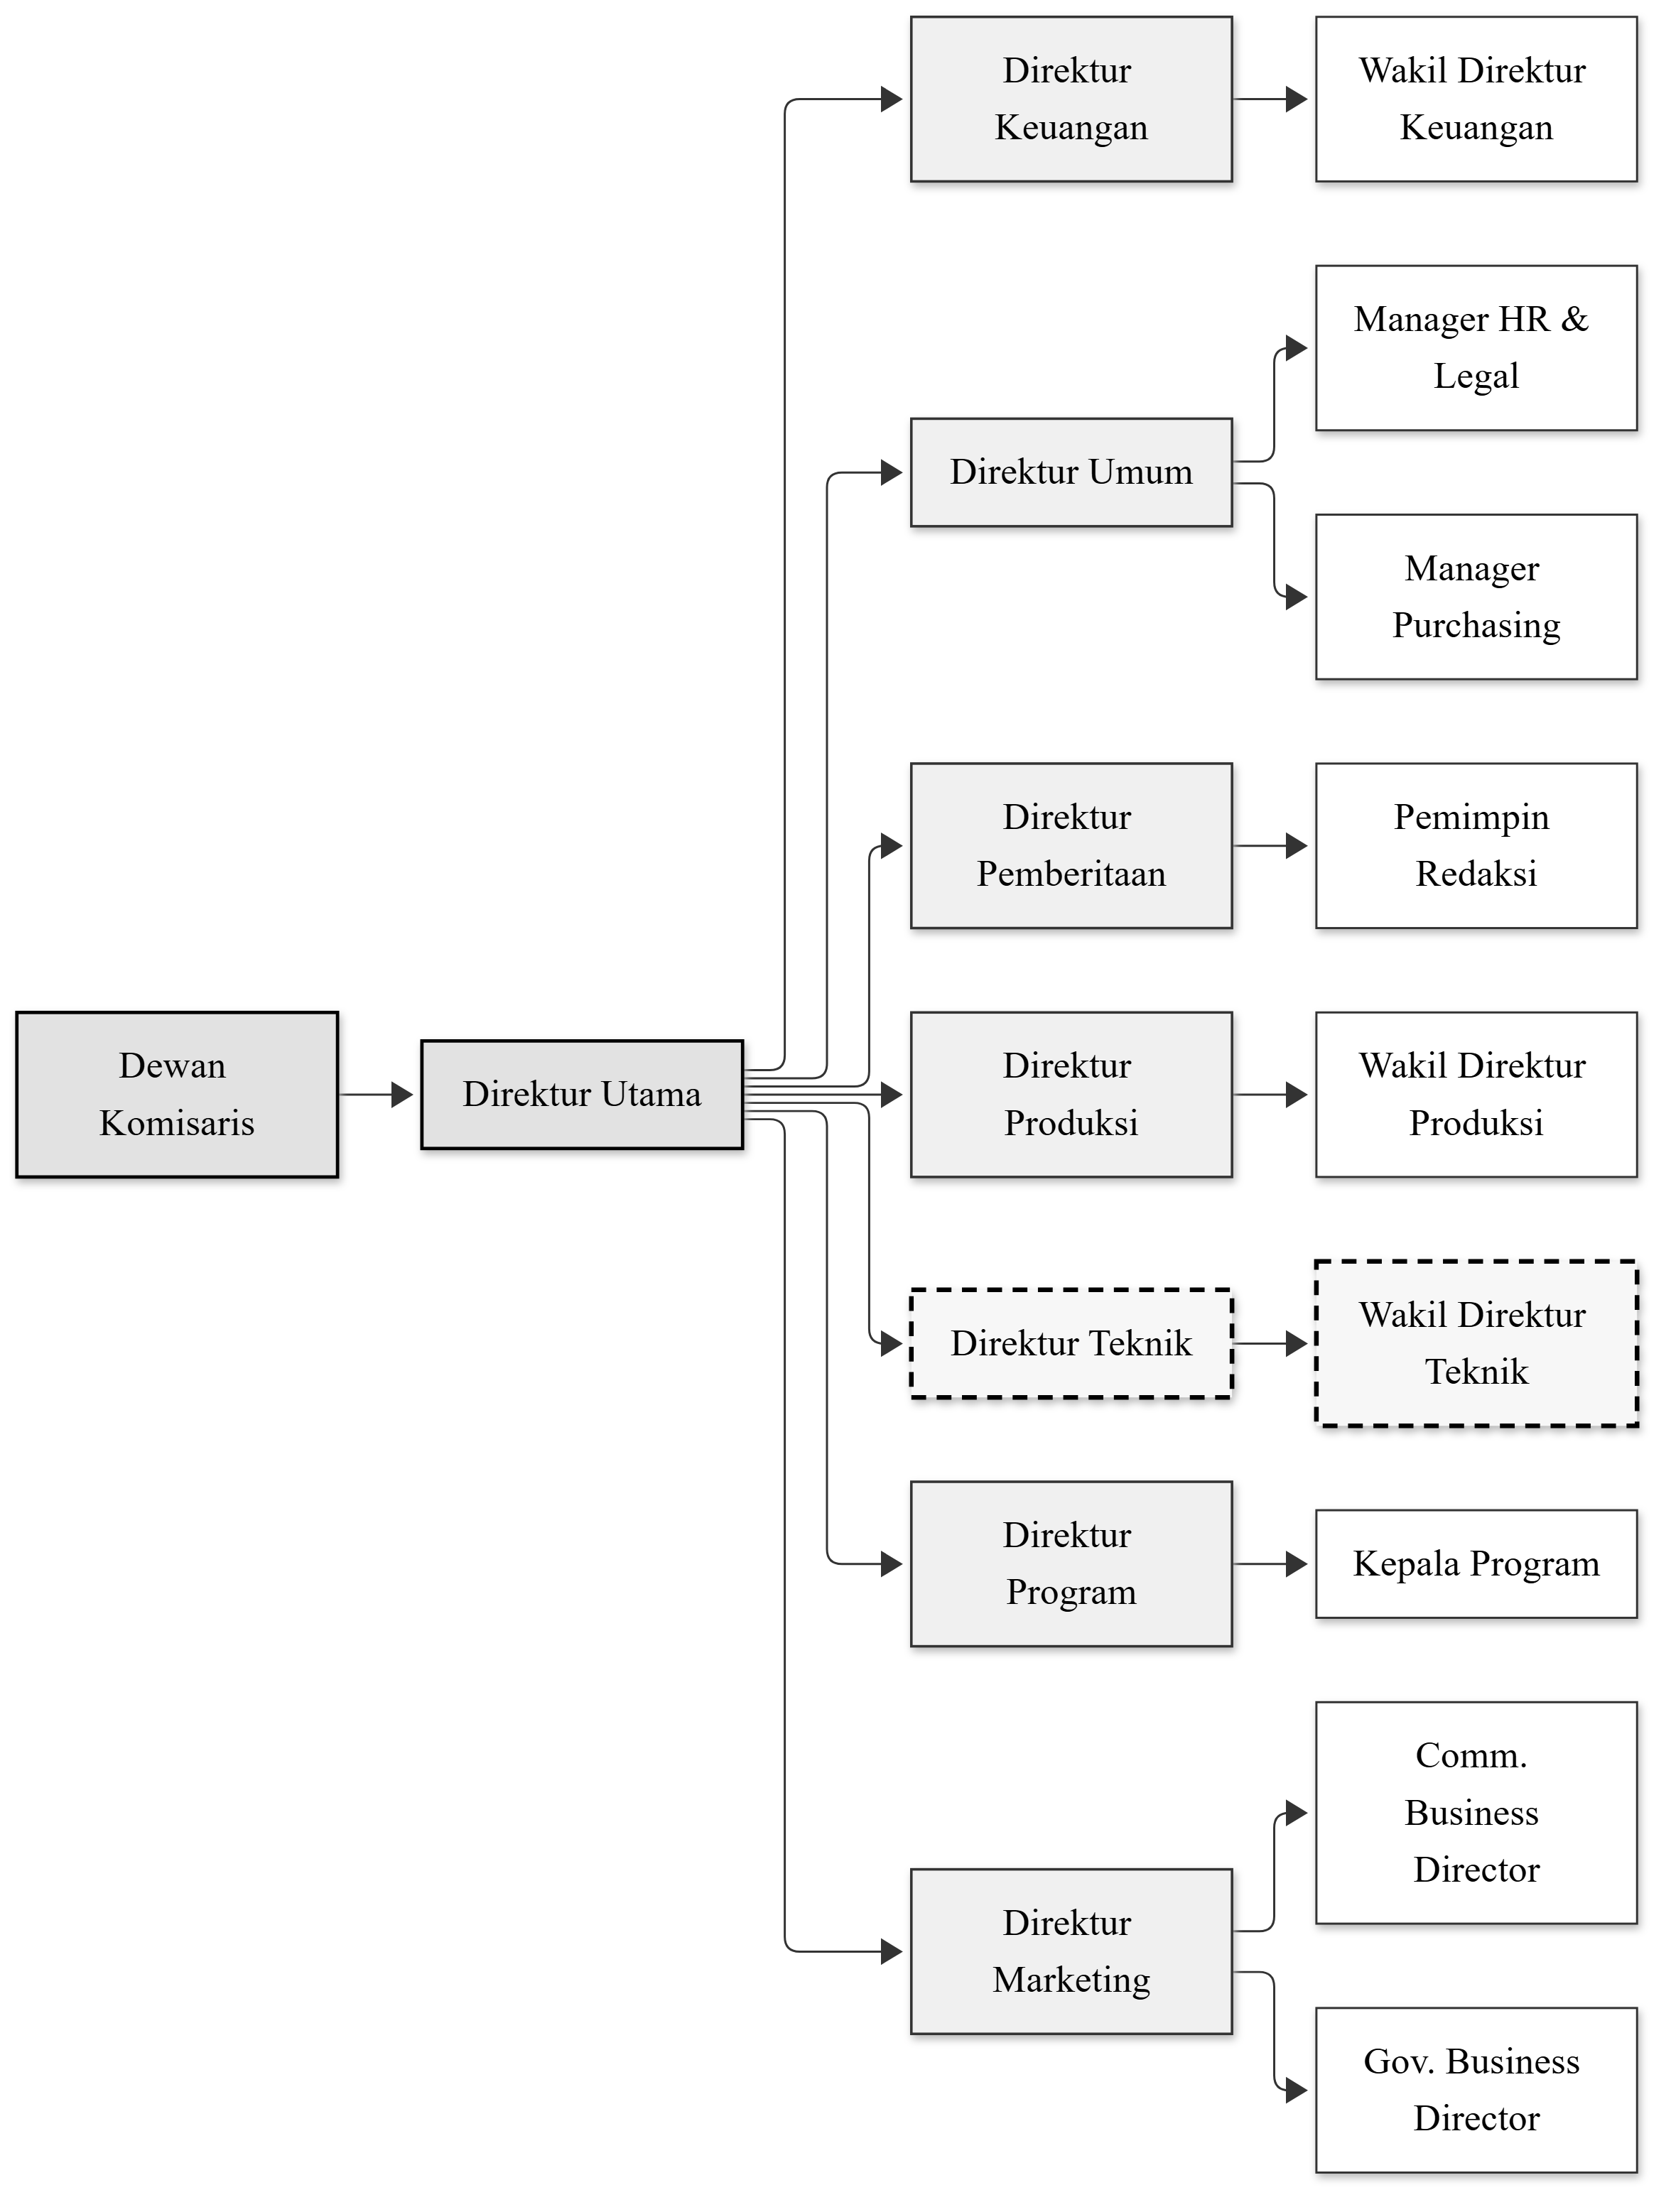 Dewan
Komisaris
Direktur Utama
Direktur
Keuangan
Wakil Direktur
Keuangan
Direktur Umum
Manager HR &
Legal
Manager
Purchasing
Direktur
Pemberitaan
Pemimpin
Redaksi
Direktur
Produksi
Wakil Direktur
Produksi
Direktur Teknik
Wakil Direktur
Teknik
Direktur
Program
Kepala Program
Direktur
Marketing
Comm.
Business
Director
Gov. Business
Director